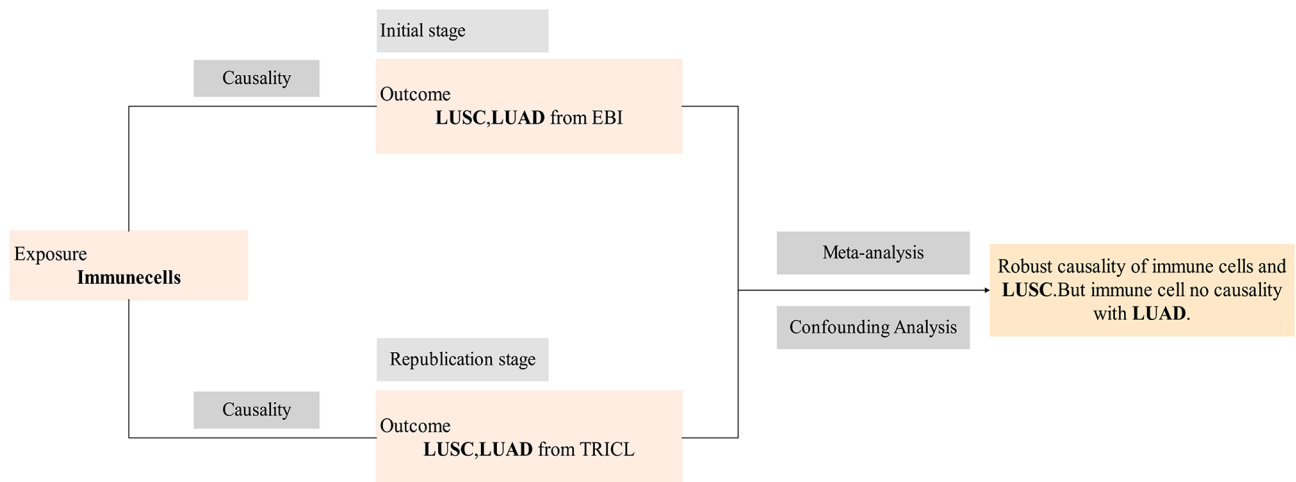 Initial stage
Causality
Outcome
LUSC,LUAD from EBI
Exposure
Immunecells
Meta-analysis
Robust causality of immune cells and
LUSC.But immune cell no causality
with LUAD.
Confounding Analysis
Republication stage
Causality
Outcome
LUSC,LUAD from TRICL